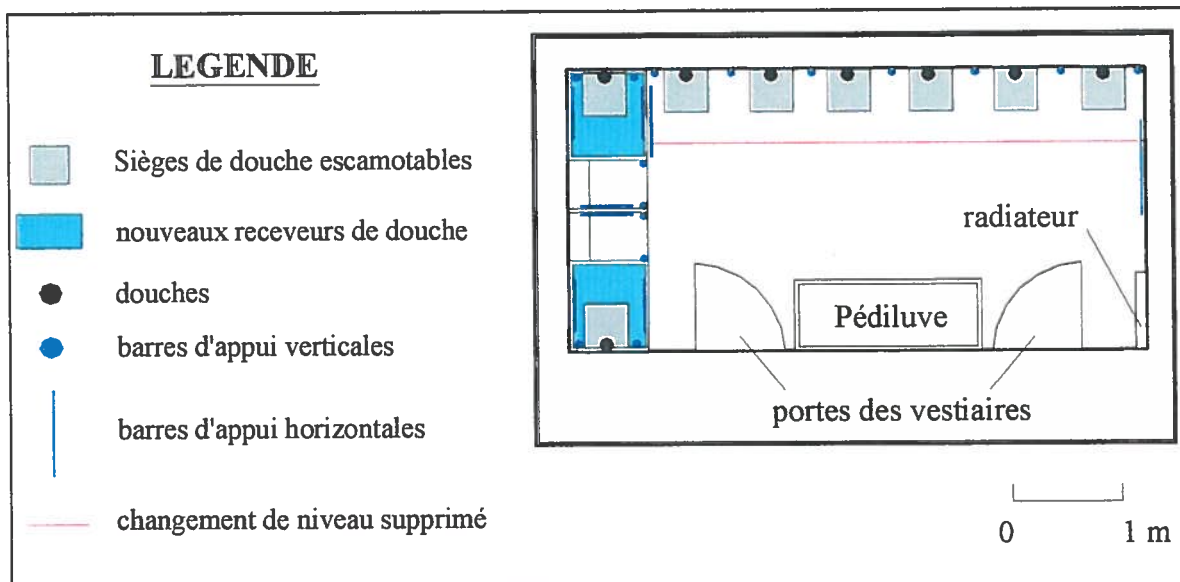 LEGENDE
Sièges de douche escamotables
nouveaux receveurs de douche
douches
barres d'appui verticales
barres d'appui horizontales
changement de niveau supprimé
radiateur
Pédiluve
portes des vestiaires
0 1 m